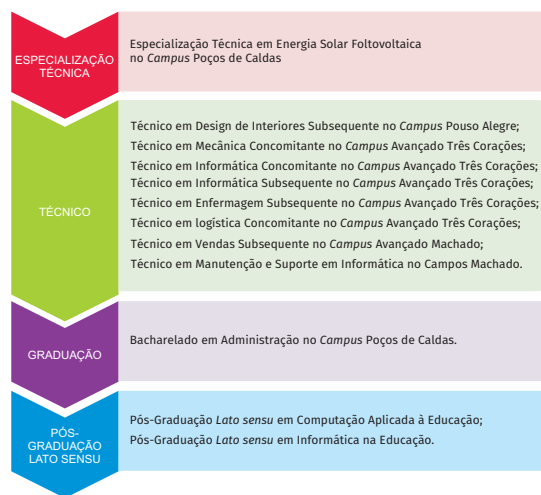 ESPECIALIZAÇÃO
TÉCNICA
Especialização Técnica em Energia Solar Fotovoltaica
no Campus Poços de Caldas
TÉCNICO
Técnico em Design de Interiores Subsequente no Campus Pouso Alegre;
Técnico em Mecânica Concomitante no Campus Avançado Três Corações;
Técnico em Informática Concomitante no Campus Avançado Três Corações;
Técnico em Informática Subsequente no Campus Avançado Três Corações;
Técnico em Enfermagem Subsequente no Campus Avançado Três Corações;
Técnico em logística Concomitante no Campus Avançado Três Corações;
Técnico em Vendas Subsequente no Campus Avançado Machado;
Técnico em Manutenção e Suporte em Informática no Campos Machado.
GRADUAÇÃO
Bacharelado em Administração no Campus Poços de Caldas.
PÓS-
GRADUAÇÃO
LATO SENSU
Pós-Graduação Lato sensu em Computação Aplicada à Educação;
Pós-Graduação Lato sensu em Informática na Educação.